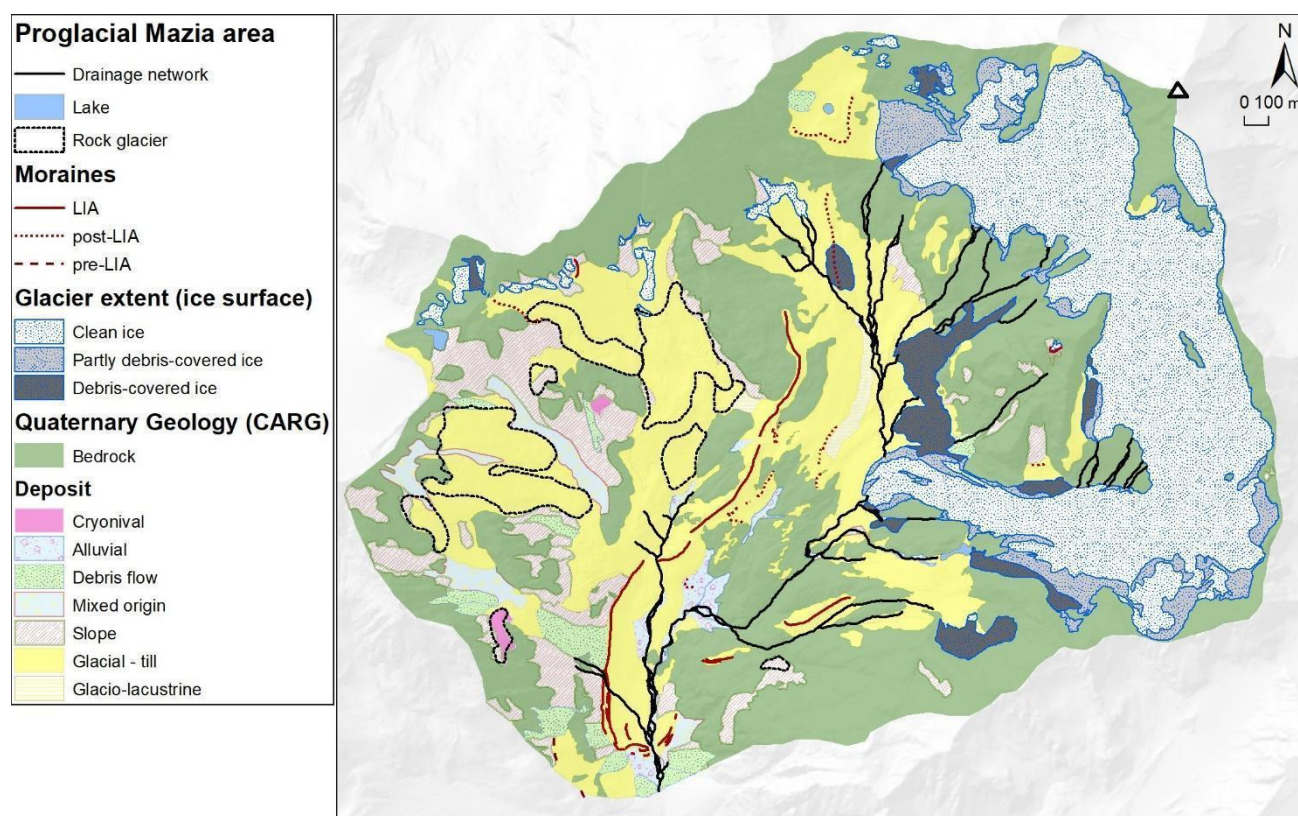 Proglacial Mazia area
Drainage network
Lake
Rock glacier
Moraines
LIA
post-LIA
pre-LIA
Glacier extent (ice surface)
Clean ice
Partly debris-covered ice
Debris-covered ice
Quaternary Geology (CARG)
Bedrock
Deposit
Cryonival
Alluvial
Debris flow
Mixed origin
Slope
Glacial - till
Glacio-lacustrine
N
0 100 m